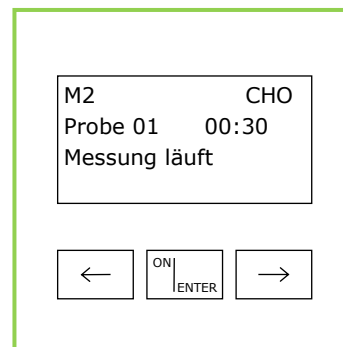 M2 CHO
Probe 01 00:30
Messung läuft
← ON ENTER →